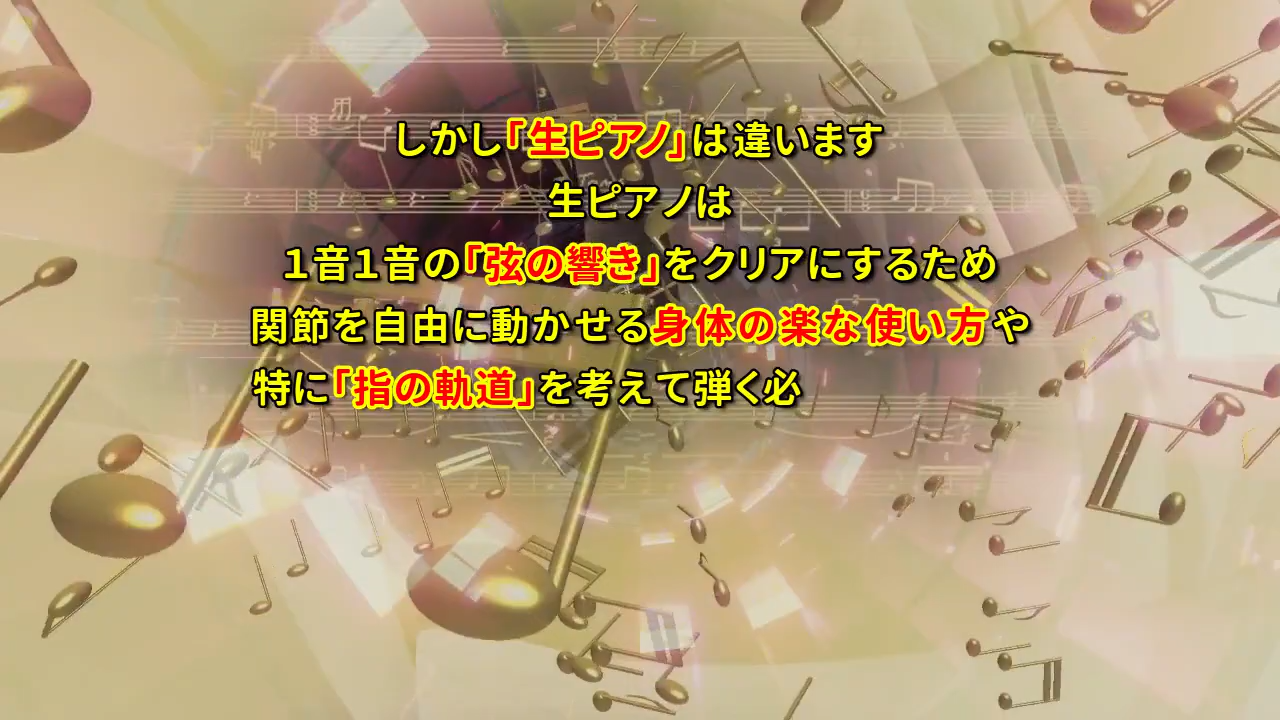 しかし「生ピアノ」は違います
生ピアノは
１音１音の「弦の響き」をクリアにするため
関節を自由に動かせる身体の楽な使い方や
特に「指の軌道」を考えて弾く必